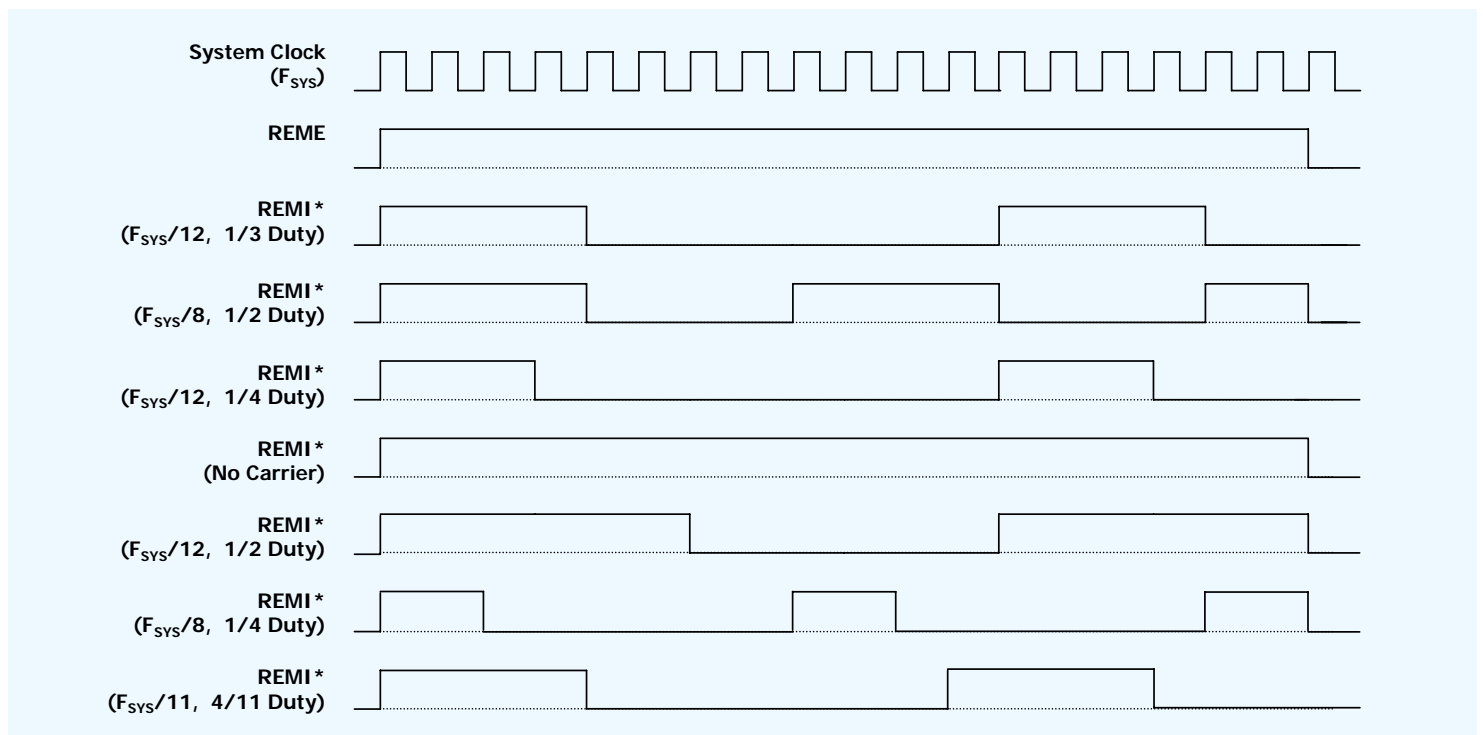 System Clock
(FSYS)
REME
REMI*
(FSYS/12, 1/3 Duty)
REMI*
(FSYS/8, 1/2 Duty)
REMI*
(FSYS/12, 1/4 Duty)
REMI*
(No Carrier)
REMI*
(FSYS/12, 1/2 Duty)
REMI*
(FSYS/8, 1/4 Duty)
REMI*
(FSYS/11, 4/11 Duty)